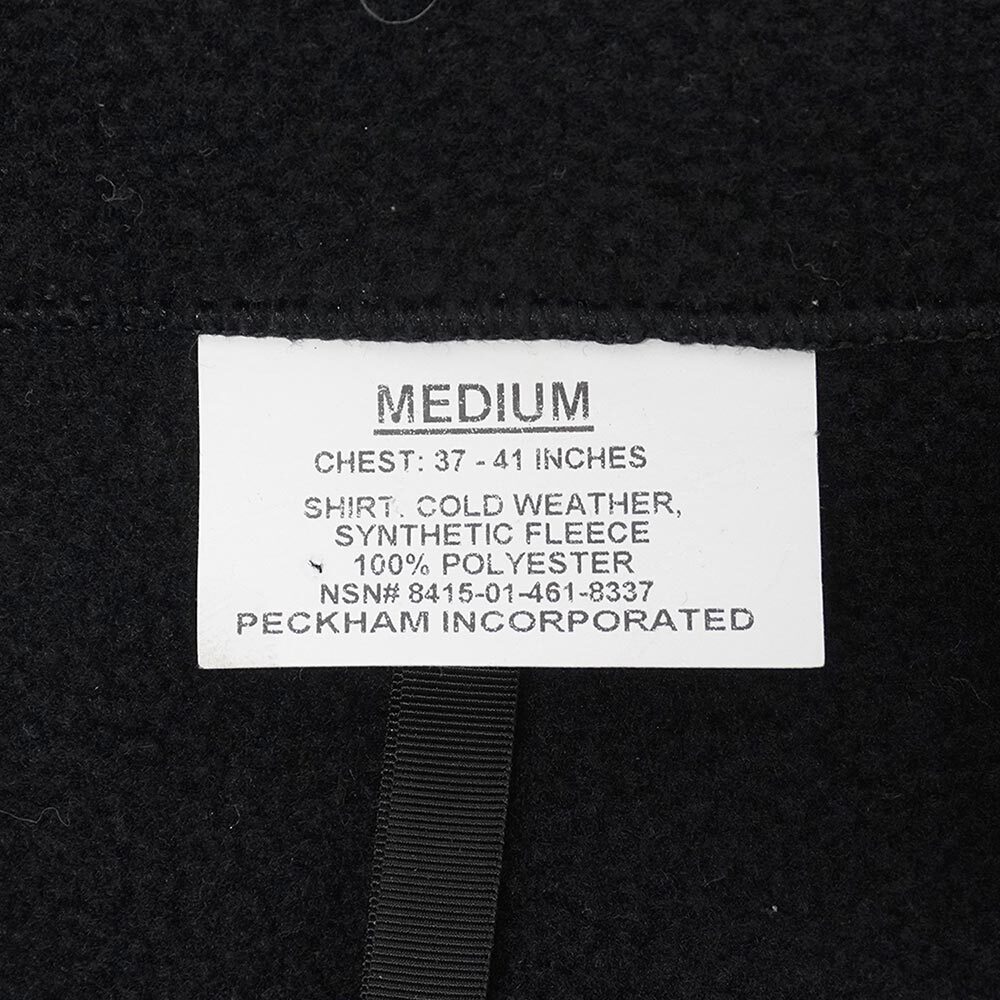 MEDIUM
CHEST: 37 - 41 INCHES
SHIRT. COLD WEATHER,
SYNTHETIC FLEECE
100% POLYESTER
NSN# 8415-01-461-8337
PECKHAM INCORPORATED